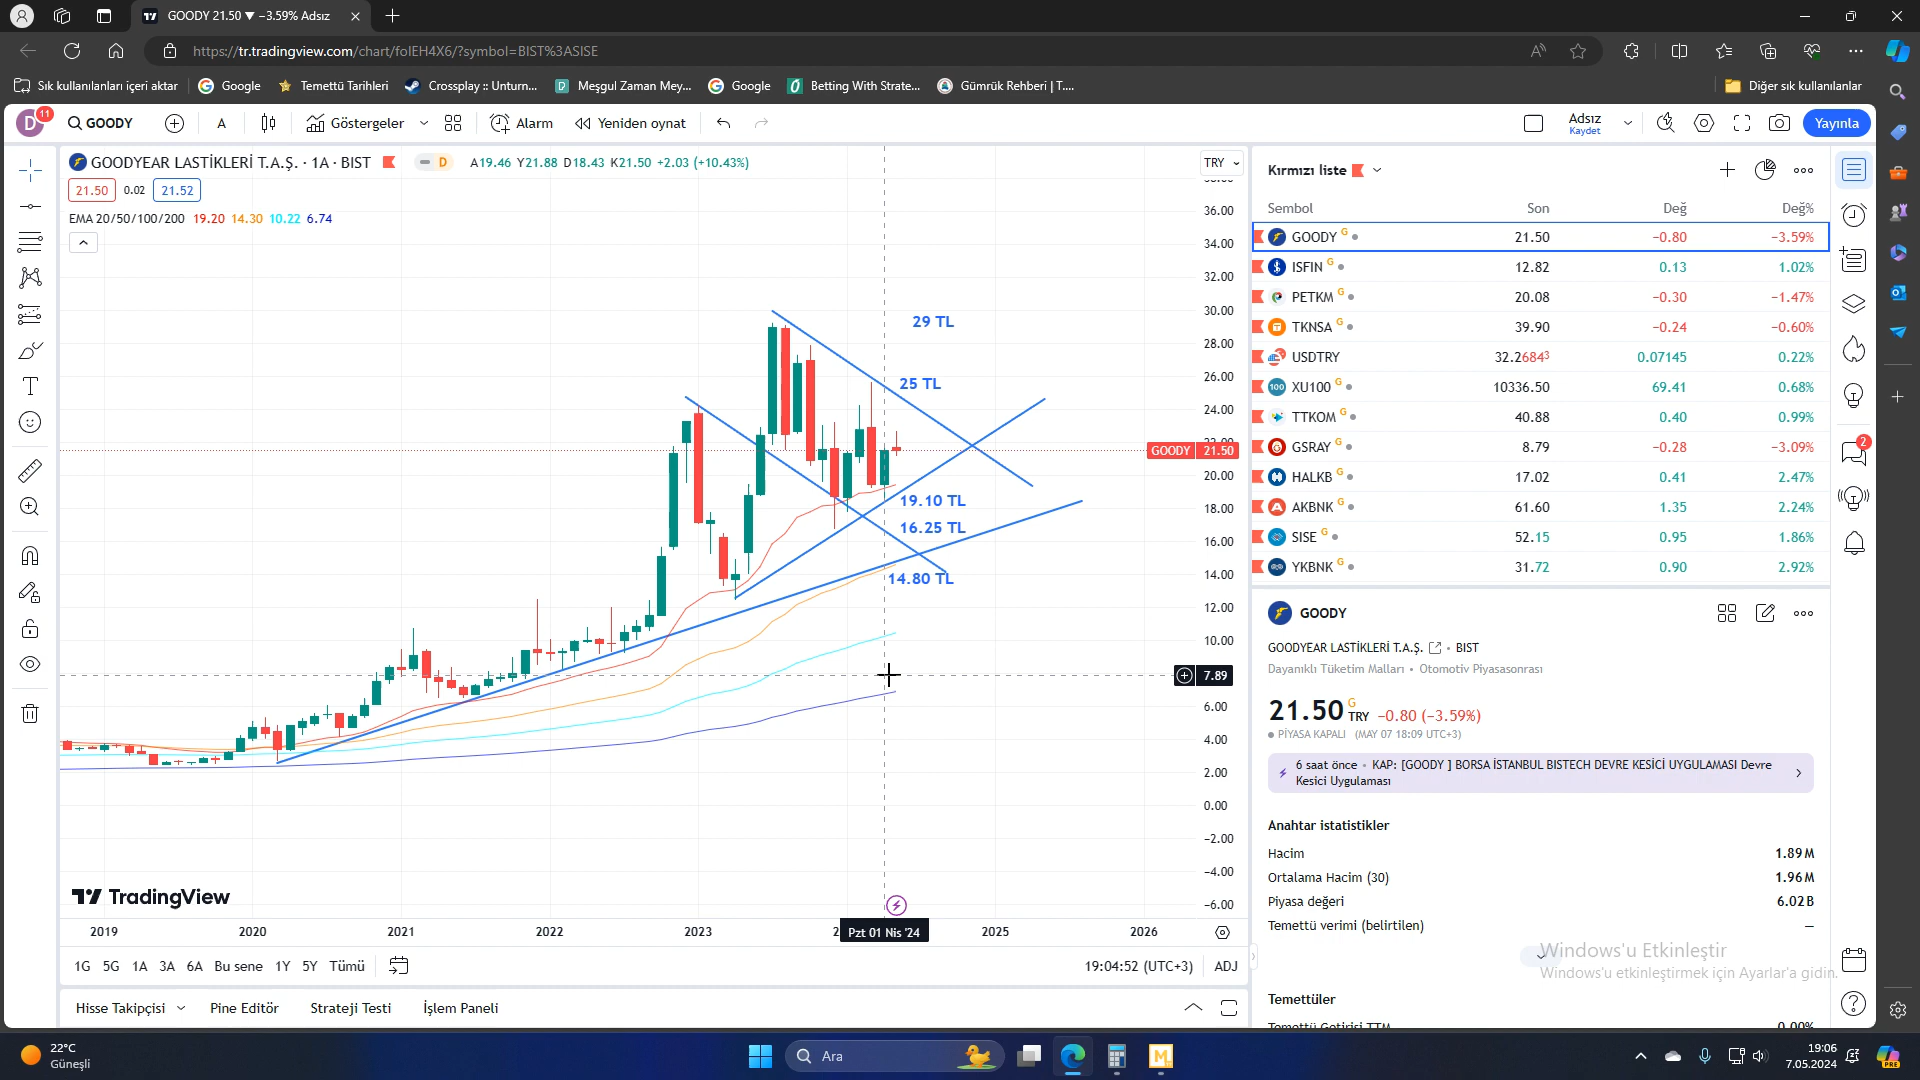 GOODY 21.50 ▼ −3.59% Adsız
https://tr.tradingview.com/chart/folEH4X6/?symbol=BIST%3ASISE
Sık kullanılanları içeri aktar
Google
Temettü Tarihleri
Crossplay :: Unturn...
Meşgul Zaman Mey...
Google
Betting With Strate...
Gümrük Rehberi | T....
Diğer sık kullanılanlar
D 11
GOODY
A
Göstergeler
Alarm
Yeniden oynat
Adsız
Kaydet
Yayınla
GOODYEAR LASTİKLERİ T.A.Ş. · 1A · BIST
D
A19.46 Y21.88 D18.43 K21.50 +2.03 (+10.43%)
21.50 0.02 21.52
EMA 20/50/100/200 19.20 14.30 10.22 6.74
TRY
36.00
34.00
32.00
30.00
28.00
26.00
24.00
GOODY 21.50
20.00
18.00
16.00
14.00
12.00
10.00
7.89
6.00
4.00
2.00
0.00
−2.00
−4.00
−6.00
29 TL
25 TL
19.10 TL
16.25 TL
14.80 TL
TradingView
2019 2020 2021 2022 2023 Pzt 01 Nis '24 2025 2026
1G 5G 1A 3A 6A Bu sene 1Y 5Y Tümü
19:04:52 (UTC+3) ADJ
Hisse Takipçisi Pine Editör Strateji Testi İşlem Paneli
Kırmızı liste
Sembol Son Değ Değ%
GOODY G 21.50 −0.80 −3.59%
ISFIN G 12.82 0.13 1.02%
PETKM G 20.08 −0.30 −1.47%
TKNSA G 39.90 −0.24 −0.60%
USDTRY 32.2684³ 0.07145 0.22%
XU100 G 10336.50 69.41 0.68%
TTKOM G 40.88 0.40 0.99%
GSRAY G 8.79 −0.28 −3.09%
HALKB G 17.02 0.41 2.47%
AKBNK G 61.60 1.35 2.24%
SISE G 52.15 0.95 1.86%
YKBNK G 31.72 0.90 2.92%
2
GOODY
GOODYEAR LASTİKLERİ T.A.Ş. • BIST
Dayanıklı Tüketim Malları • Otomotiv Piyasasonrası
21.50 G TRY −0.80 (−3.59%)
PİYASA KAPALI (MAY 07 18:09 UTC+3)
6 saat önce • KAP: [GOODY ] BORSA İSTANBUL BISTECH DEVRE KESİCİ UYGULAMASI Devre
Kesici Uygulaması
Anahtar istatistikler
Hacim 1.89M
Ortalama Hacim (30) 1.96M
Piyasa değeri 6.02B
Temettü verimi (belirtilen) —
Windows'u Etkinleştir
Windows'u etkinleştirmek için Ayarlar'a gidin.
Temettüler
Temettü Getirisi TTM 0.00%
22°C
Güneşli
Ara
19:06
7.05.2024
PRE